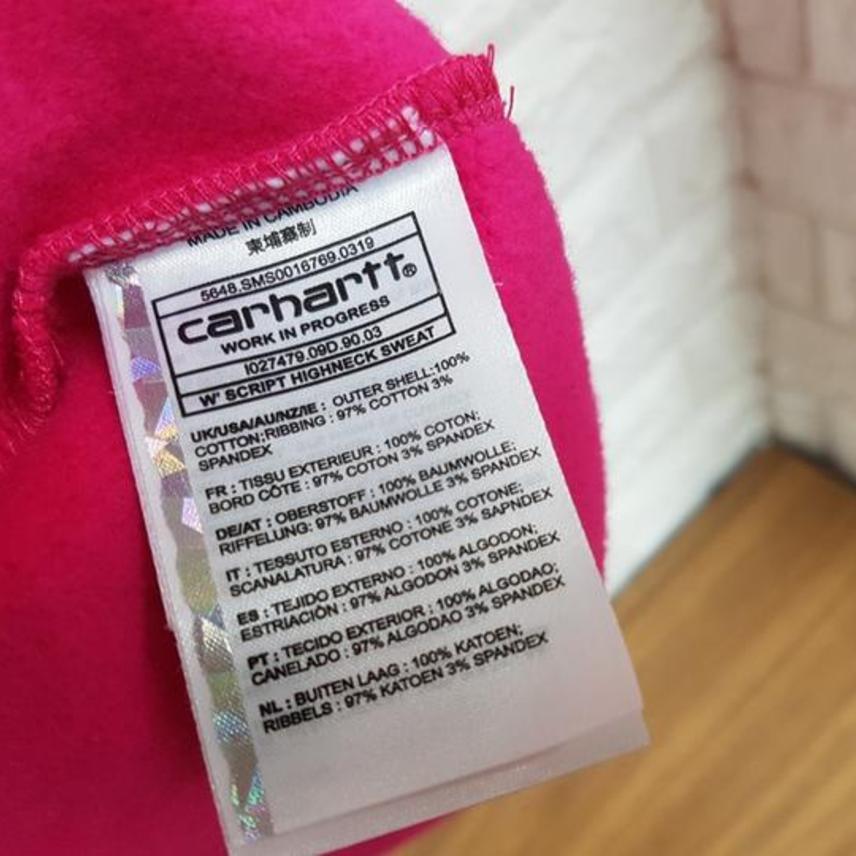 MADE IN CAMBODIA
柬埔寨制
5648.SMS0016769.0319
carhartt®
WORK IN PROGRESS
I027479.09D.90.03
W' SCRIPT HIGHNECK SWEAT
UK/USA/AU/NZ/IE : OUTER SHELL:100%
COTTON;RIBBING : 97% COTTON 3%
SPANDEX
FR : TISSU EXTERIEUR : 100% COTON;
BORD CÔTE : 97% COTON 3% SPANDEX
DE/AT : OBERSTOFF : 100% BAUMWOLLE;
RIFFELUNG: 97% BAUMWOLLE 3% SPANDEX
IT : TESSUTO ESTERNO : 100% COTONE;
SCANALATURA : 97% COTONE 3% SAPNDEX
ES : TEJIDO EXTERNO : 100% ALGODON;
ESTRIACIÓN : 97% ALGODON 3% SPANDEX
PT : TECIDO EXTERIOR : 100% ALGODAO;
CANELADO : 97% ALGODAO 3% SPANDEX
NL : BUITEN LAAG : 100% KATOEN;
RIBBELS : 97% KATOEN 3% SPANDEX